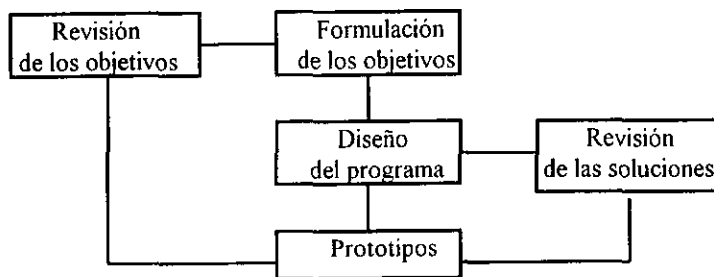 Revisión
de los objetivos
Formulación
de los objetivos
Diseño
del programa
Revisión
de las soluciones
Prototipos